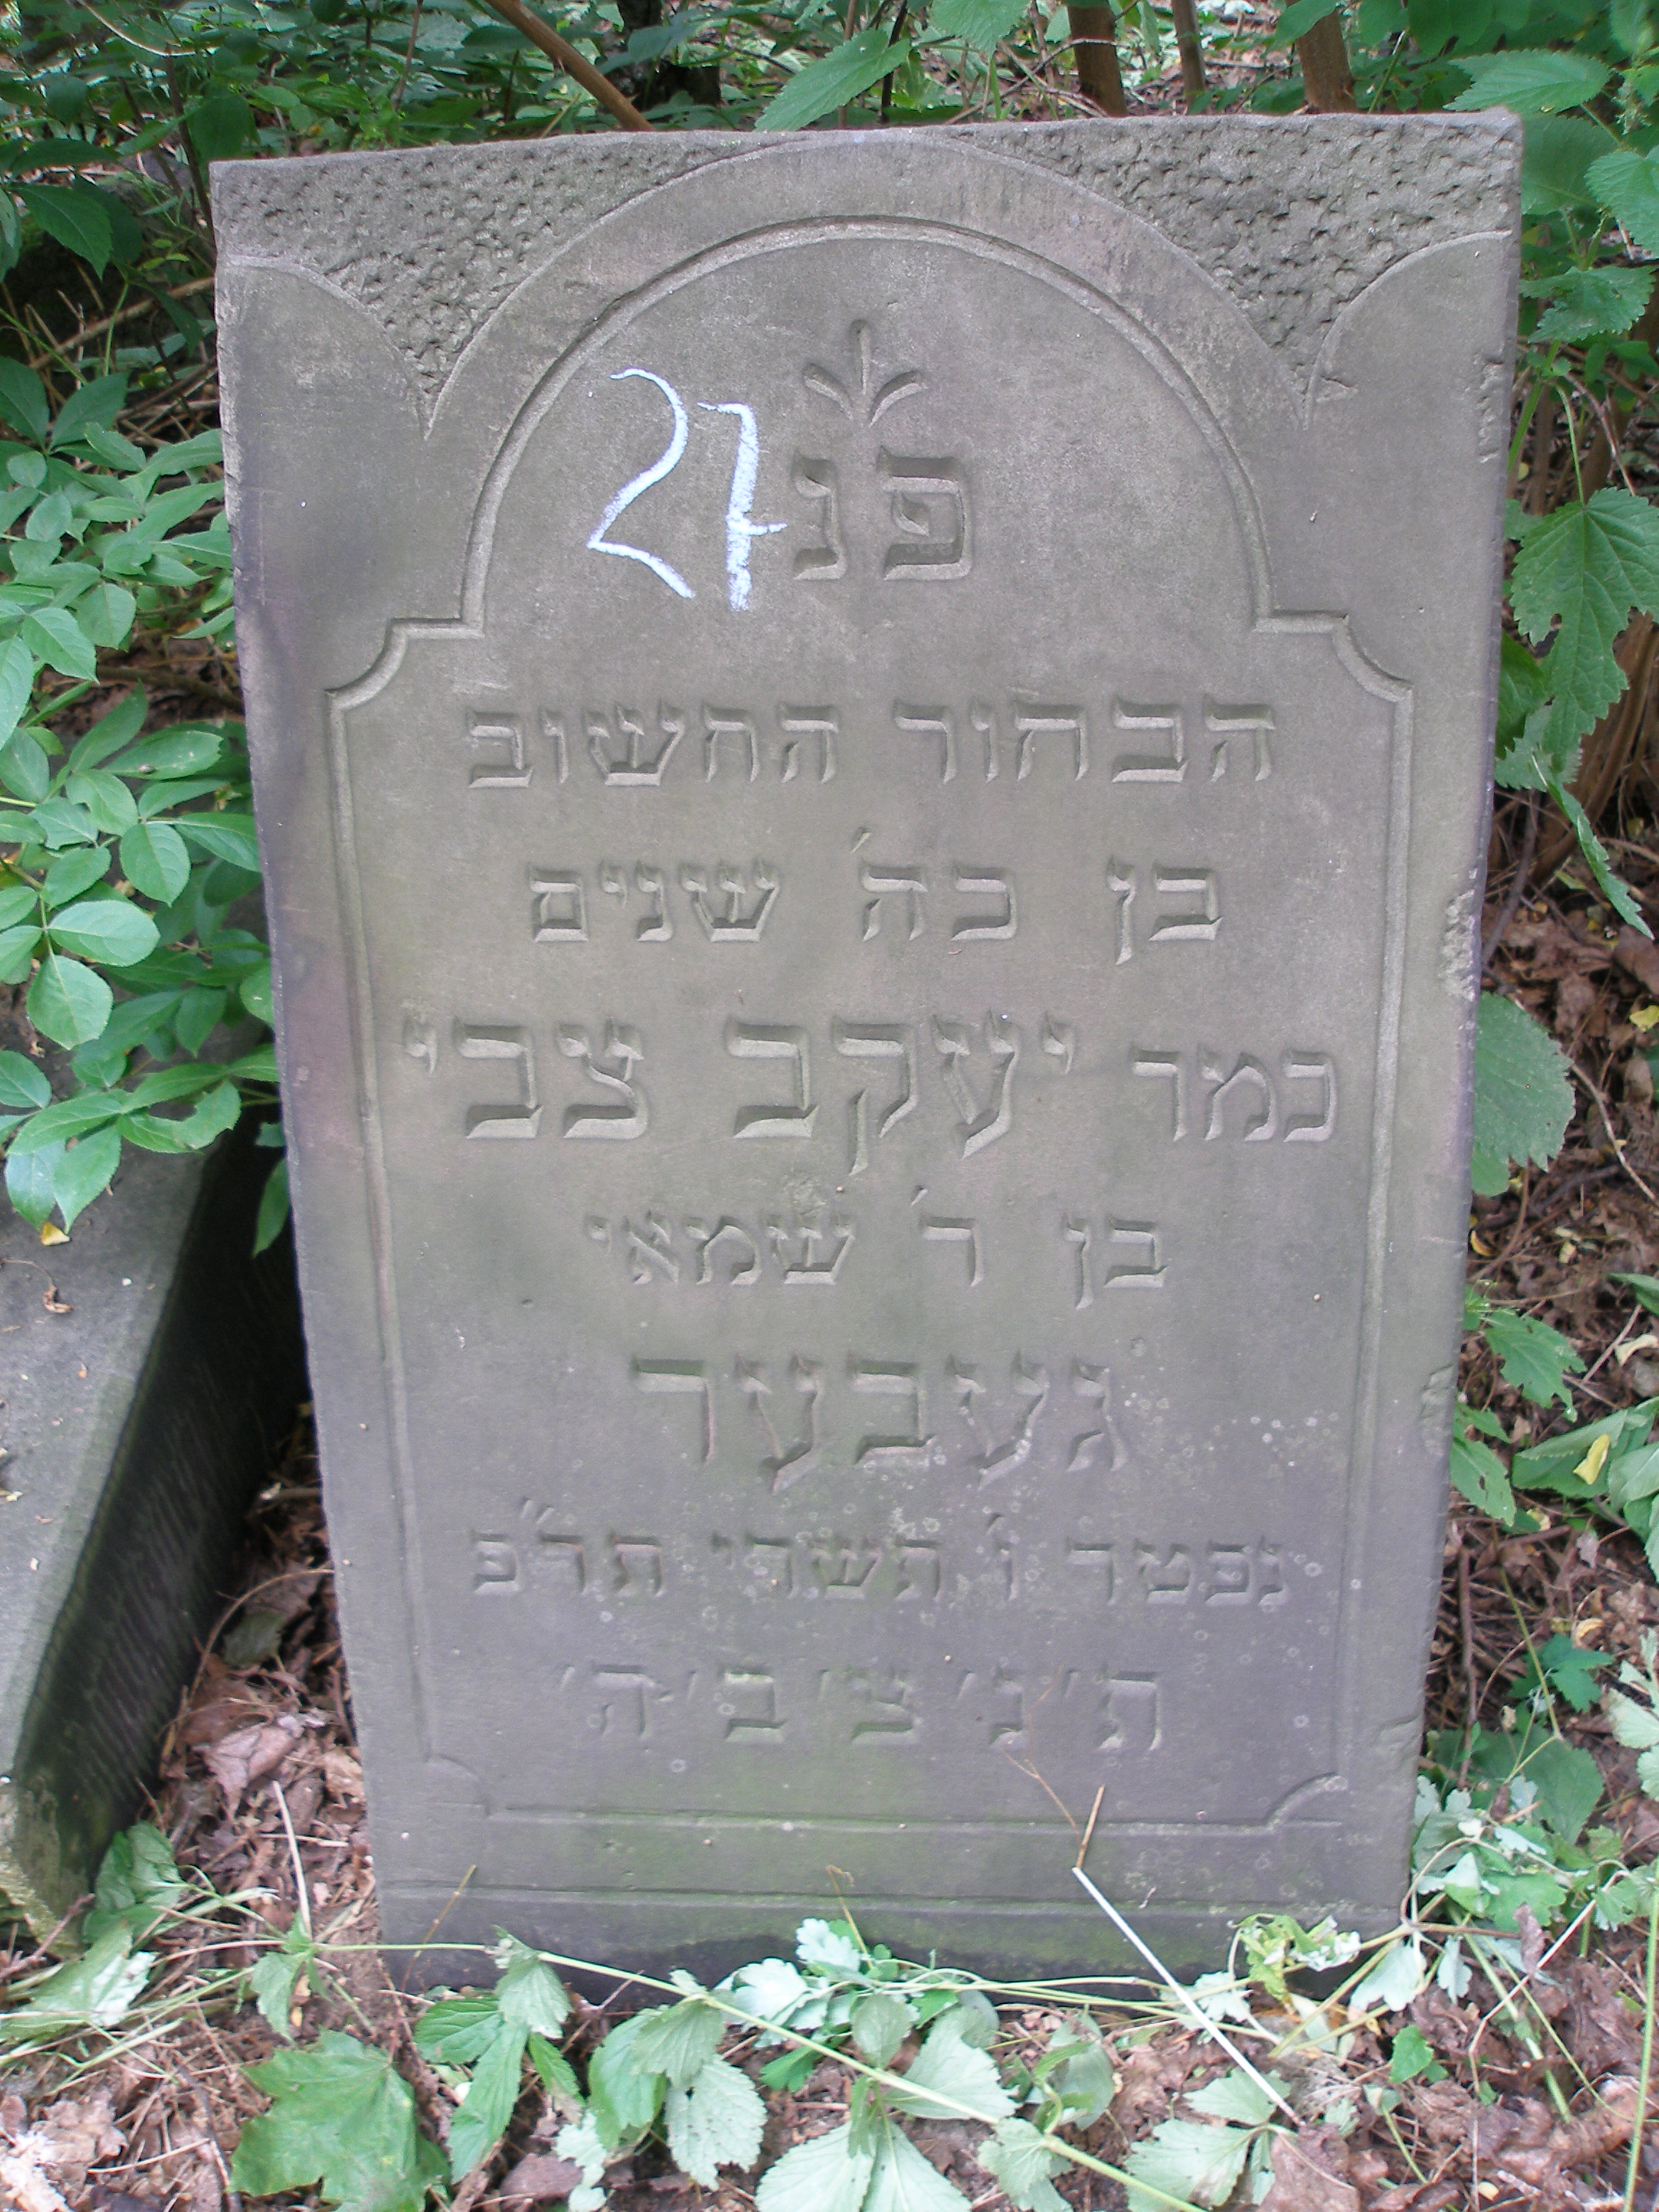 27
פנ
הבחור החשוב
בן כה' שנים
כמר יעקב צבי
בן ר' שמאי
געבער
נפטר ו' תשרי תר"פ
ת'נ'צ'ב'ה'